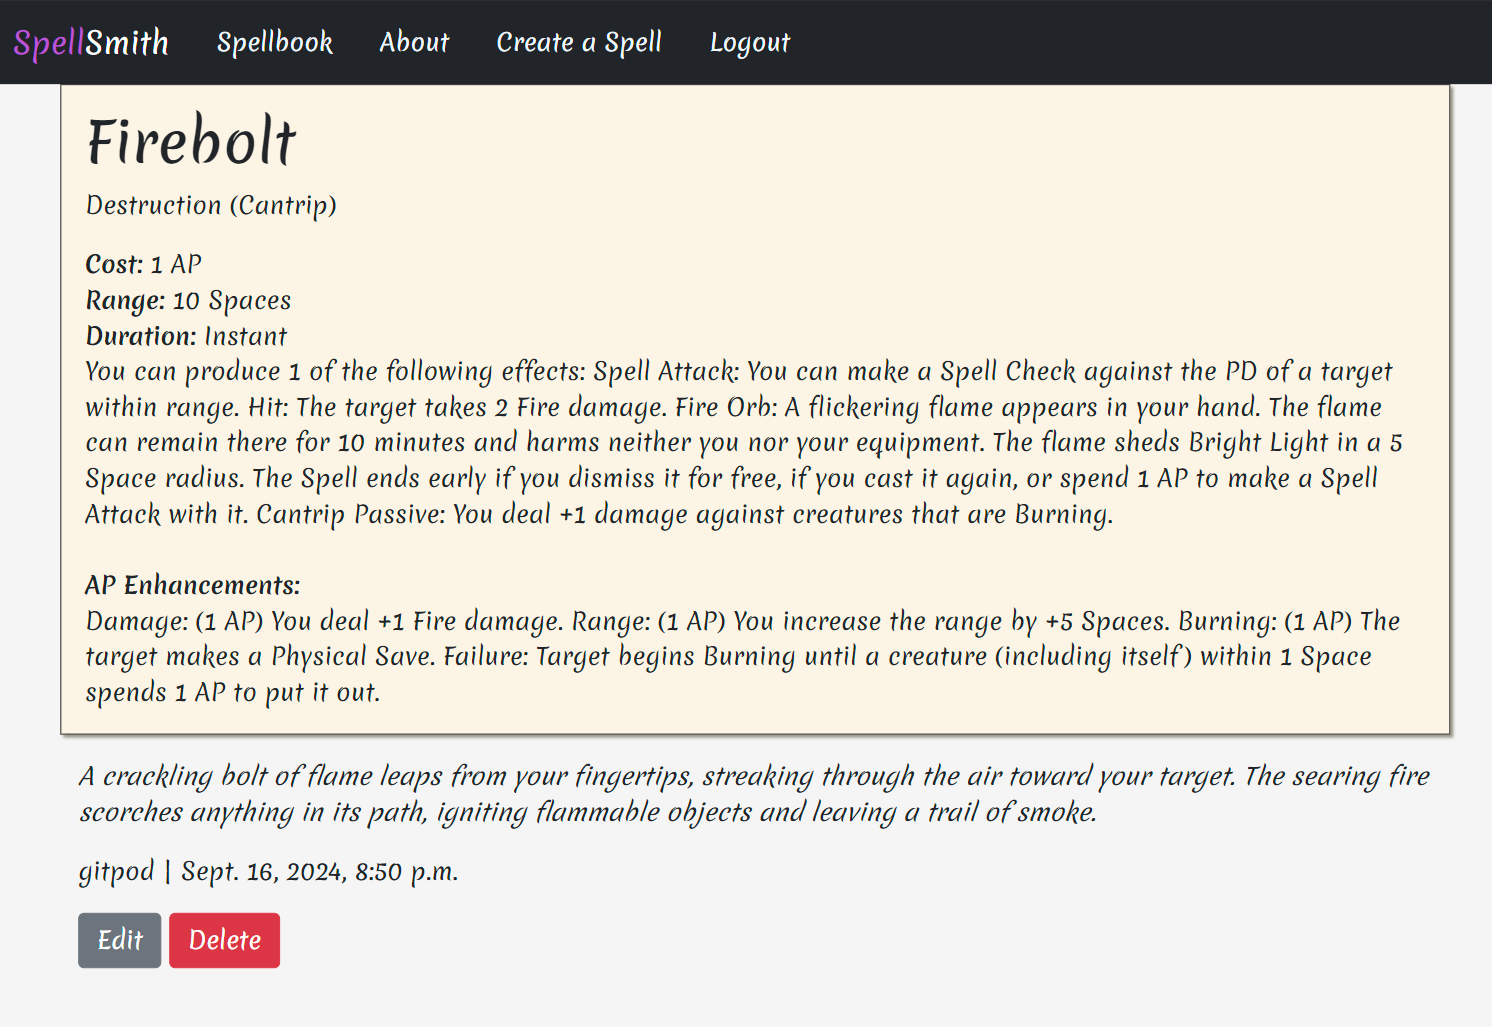 SpellSmith Spellbook About Create a Spell Logout
Firebolt
Destruction (Cantrip)
Cost: 1 AP
Range: 10 Spaces
Duration: Instant
You can produce 1 of the following effects: Spell Attack: You can make a Spell Check against the PD of a target
within range. Hit: The target takes 2 Fire damage. Fire Orb: A flickering flame appears in your hand. The flame
can remain there for 10 minutes and harms neither you nor your equipment. The flame sheds Bright Light in a 5
Space radius. The Spell ends early if you dismiss it for free, if you cast it again, or spend 1 AP to make a Spell
Attack with it. Cantrip Passive: You deal +1 damage against creatures that are Burning.
AP Enhancements:
Damage: (1 AP) You deal +1 Fire damage. Range: (1 AP) You increase the range by +5 Spaces. Burning: (1 AP) The
target makes a Physical Save. Failure: Target begins Burning until a creature (including itself) within 1 Space
spends 1 AP to put it out.
A crackling bolt of flame leaps from your fingertips, streaking through the air toward your target. The searing fire
scorches anything in its path, igniting flammable objects and leaving a trail of smoke.
gitpod | Sept. 16, 2024, 8:50 p.m.
Edit Delete